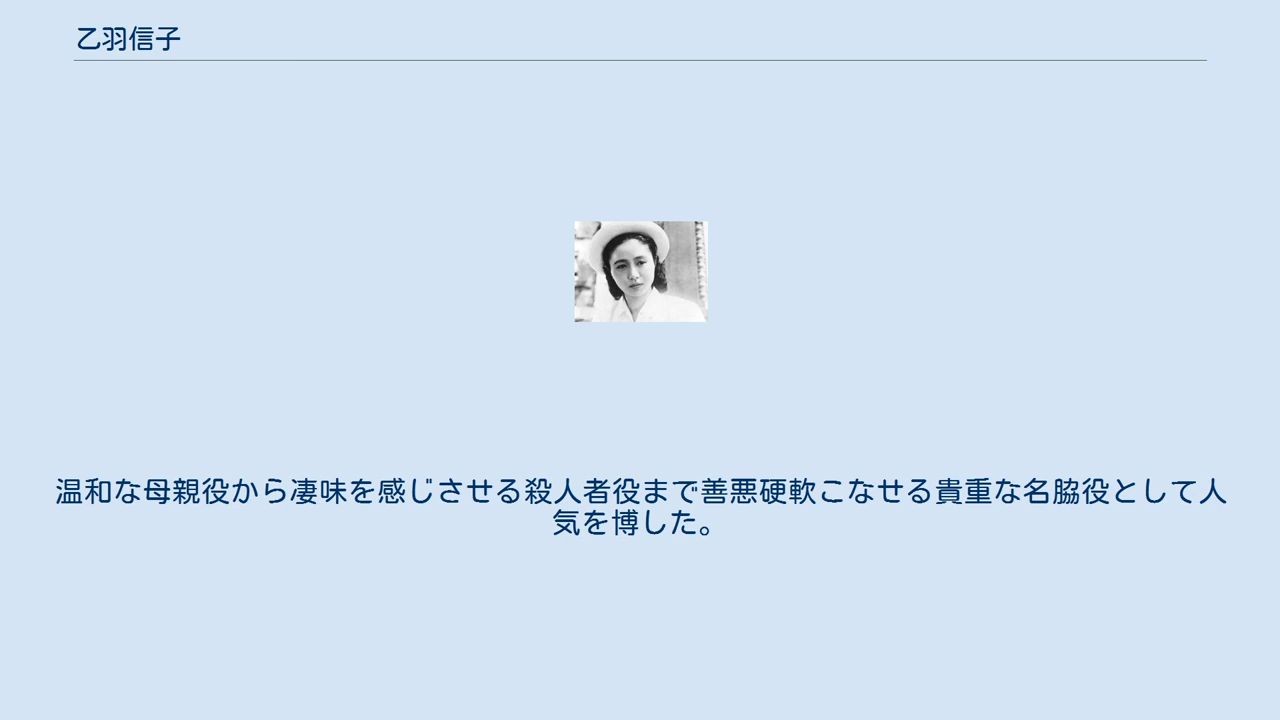 乙羽信子
温和な母親役から凄味を感じさせる殺人者役まで善悪硬軟こなせる貴重な名脇役として人
気を博した。